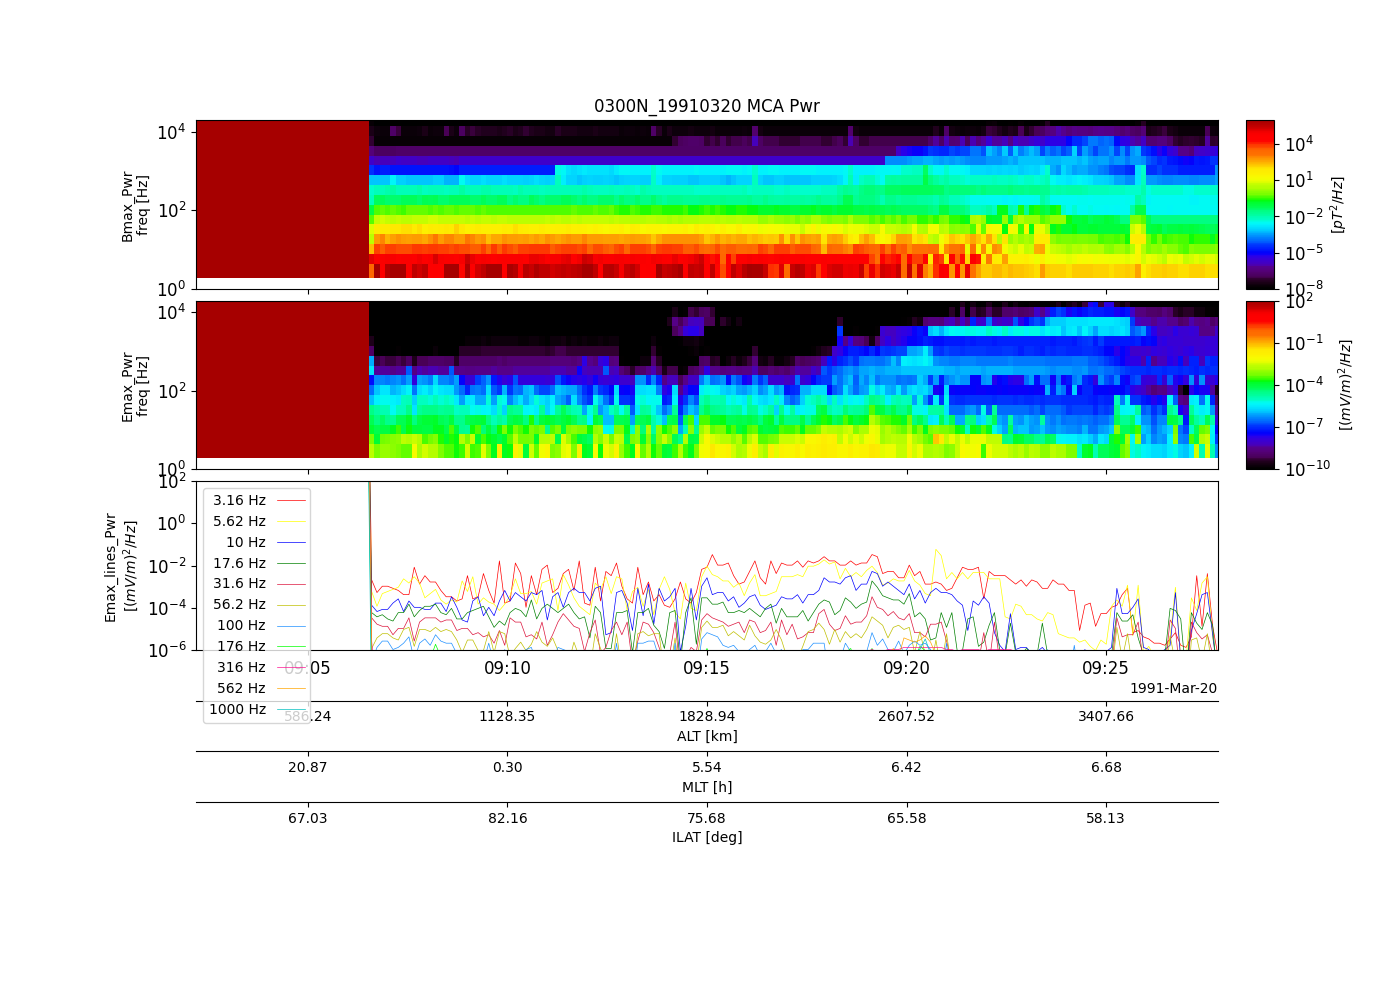 0300N_19910320 MCA Pwr
Bmax_Pwr
freq [Hz]
10^4
10^2
10^0
10^4
10^1
10^-2
10^-5
10^-8
[pT^2/Hz]
Emax_Pwr
freq [Hz]
10^4
10^2
10^0
10^2
10^-1
10^-4
10^-7
10^-10
[(mV/m)^2/Hz]
Emax_lines_Pwr
[(mV/m)^2/Hz]
10^2
10^0
10^-2
10^-4
10^-6
3.16 Hz
5.62 Hz
10 Hz
17.6 Hz
31.6 Hz
56.2 Hz
100 Hz
176 Hz
316 Hz
562 Hz
1000 Hz
09:05 09:10 09:15 09:20 09:25
1991-Mar-20
586.24 1128.35 1828.94 2607.52 3407.66
ALT [km]
20.87 0.30 5.54 6.42 6.68
MLT [h]
67.03 82.16 75.68 65.58 58.13
ILAT [deg]